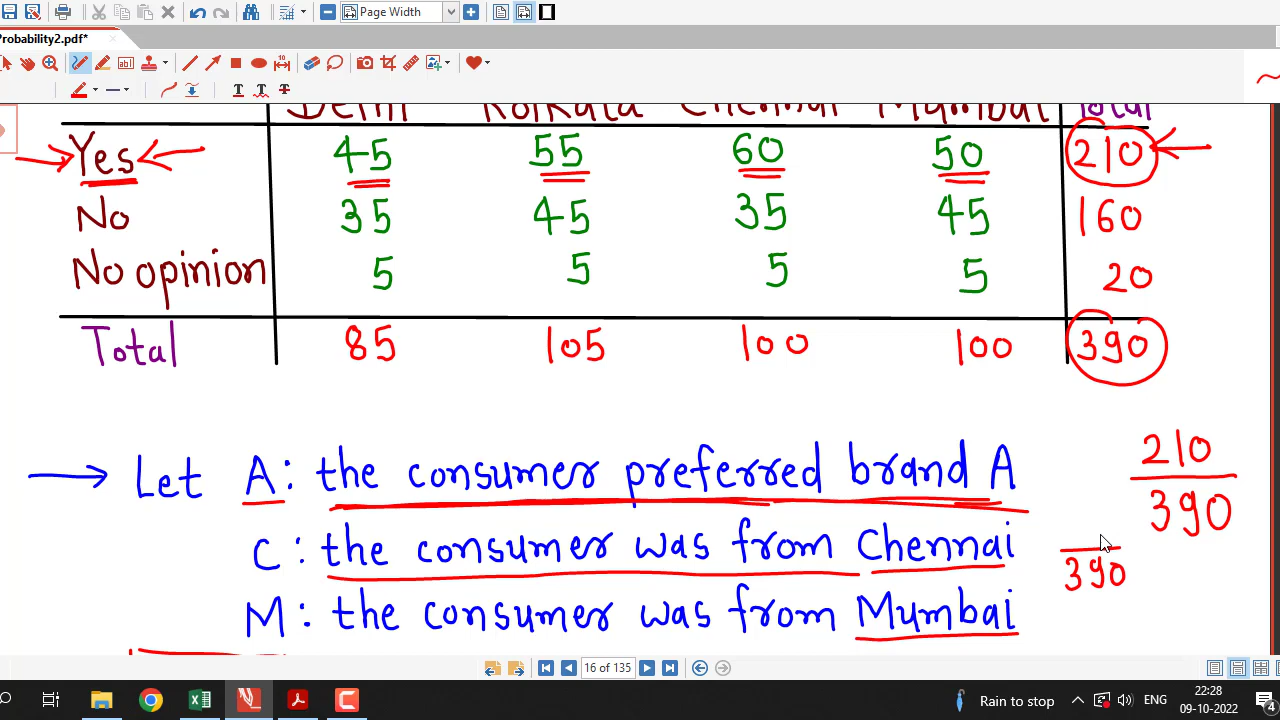 Page Width
Probability2.pdf*
Delhi Kolkata Chennai Mumbai Total
Yes 45 55 60 50 210
No 35 45 35 45 160
No opinion 5 5 5 5 20
Total 85 105 100 100 390
Let A: the consumer preferred brand A
210
390
C: the consumer was from Chennai
390
M: the consumer was from Mumbai
16 of 135
Rain to stop ENG 22:28
09-10-2022 4